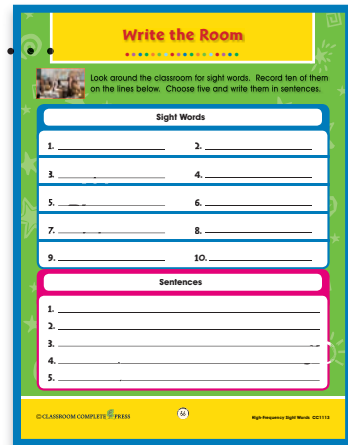 Write the Room
Look around the classroom for sight words. Record ten of them
on the lines below. Choose five and write them in sentences.
Sight Words
1. 2.
3. 4.
5. 6.
7. 8.
9. 10.
Sentences
1.
2.
3.
4.
5.
© CLASSROOM COMPLETE PRESS 56 High-Frequency Sight Words CC1113